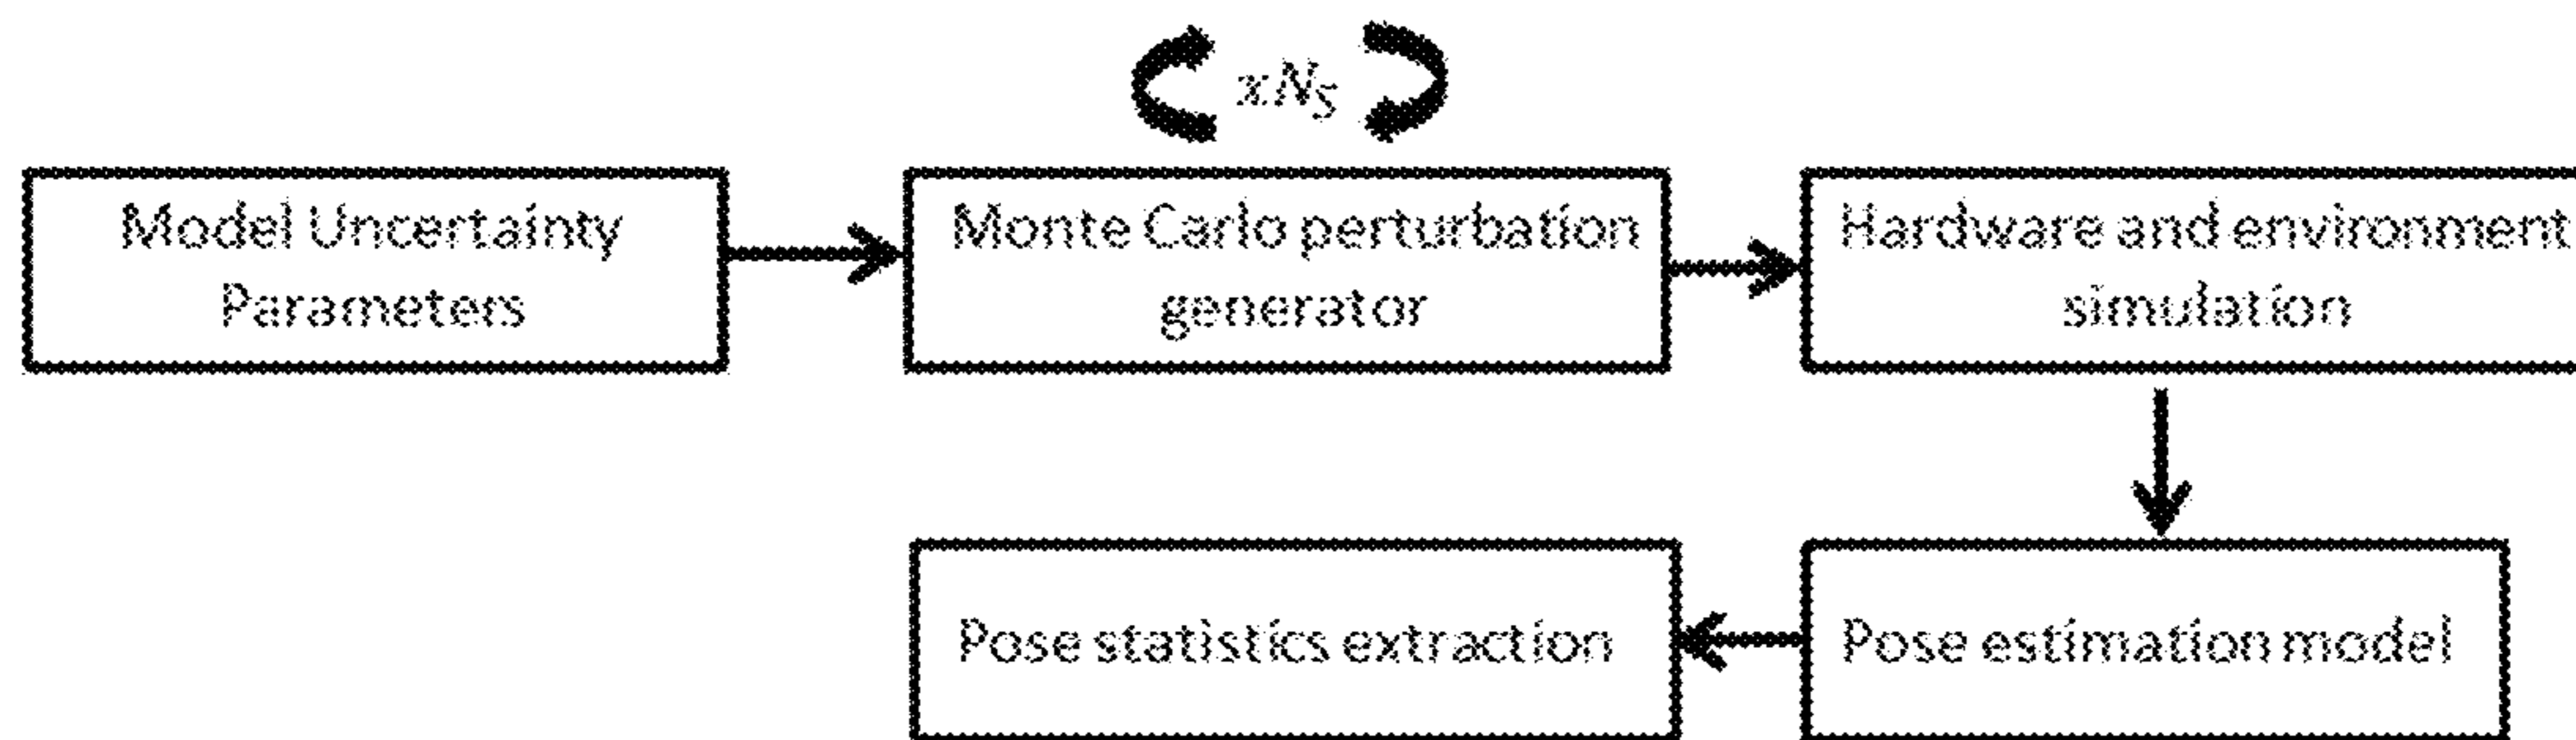 xN_S
Model Uncertainty
Parameters
Monte Carlo perturbation
generator
Hardware and environment
simulation
Pose statistics extraction
Pose estimation model